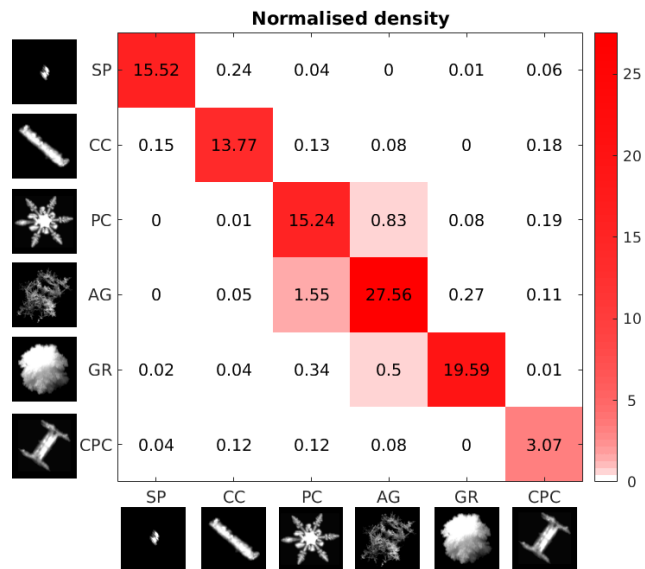 Normalised density
SP 15.52 0.24 0.04 0 0.01 0.06
CC 0.15 13.77 0.13 0.08 0 0.18
PC 0 0.01 15.24 0.83 0.08 0.19
AG 0 0.05 1.55 27.56 0.27 0.11
GR 0.02 0.04 0.34 0.5 19.59 0.01
CPC 0.04 0.12 0.12 0.08 0 3.07
SP CC PC AG GR CPC
25
20
15
10
5
0